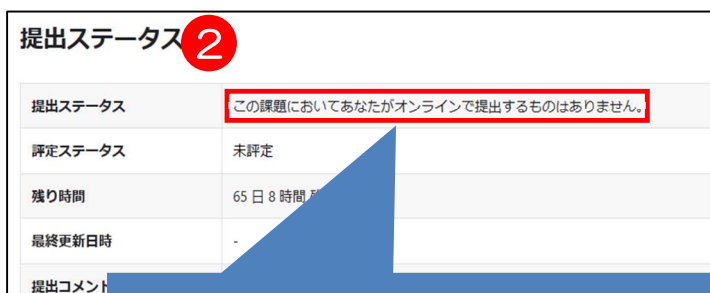 提出ステータス 2
提出ステータス この課題においてあなたがオンラインで提出するものはありません。
評定ステータス 未評定
残り時間 65 日 8 時間
最終更新日時 -
提出コメント